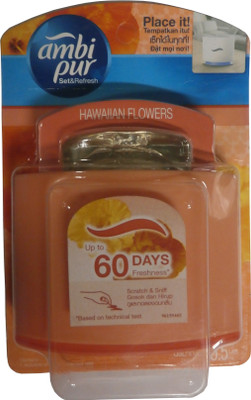 ambi
pur
Set&Refresh
Place it!
Tempatkan itu!
Đặt mọi nơi!
HAWAIIAN FLOWERS
Up to
60 DAYS
Freshness*
Scratch & Sniff
*Based on technical test